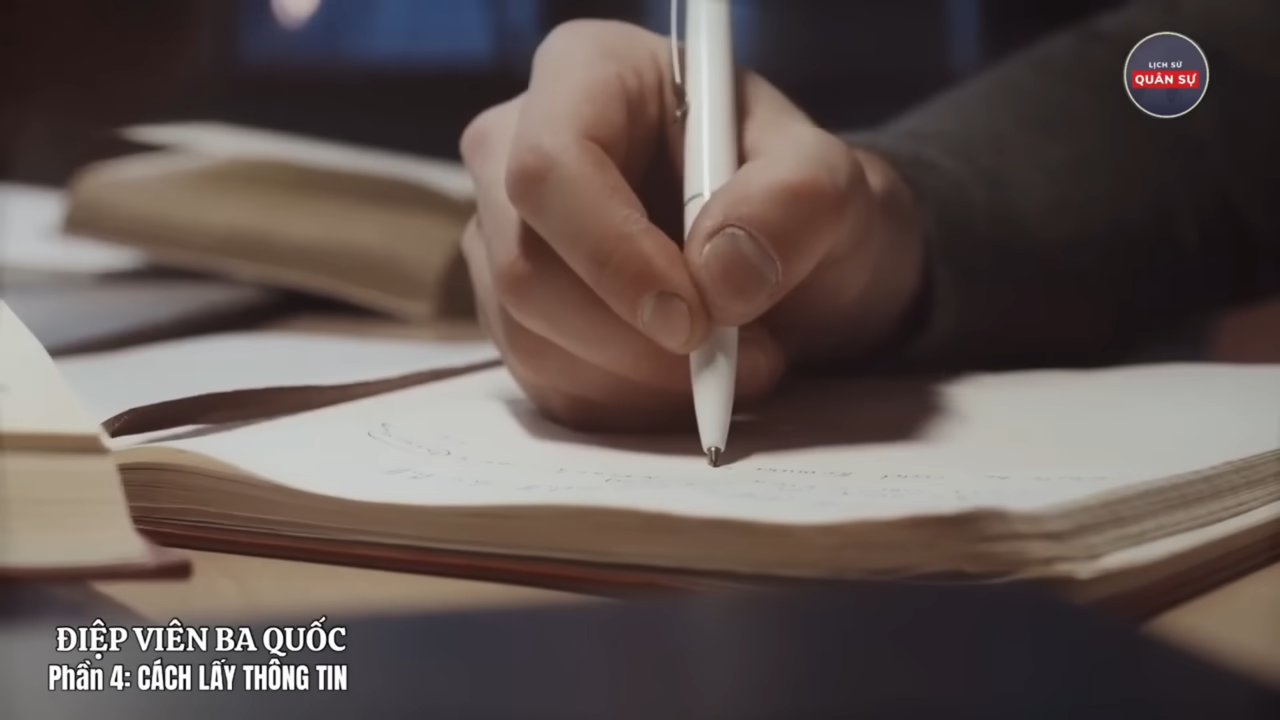 LỊCH SỬ
QUÂN SỰ
ĐIỆP VIÊN BA QUỐC
Phần 4: CÁCH LẤY THÔNG TIN